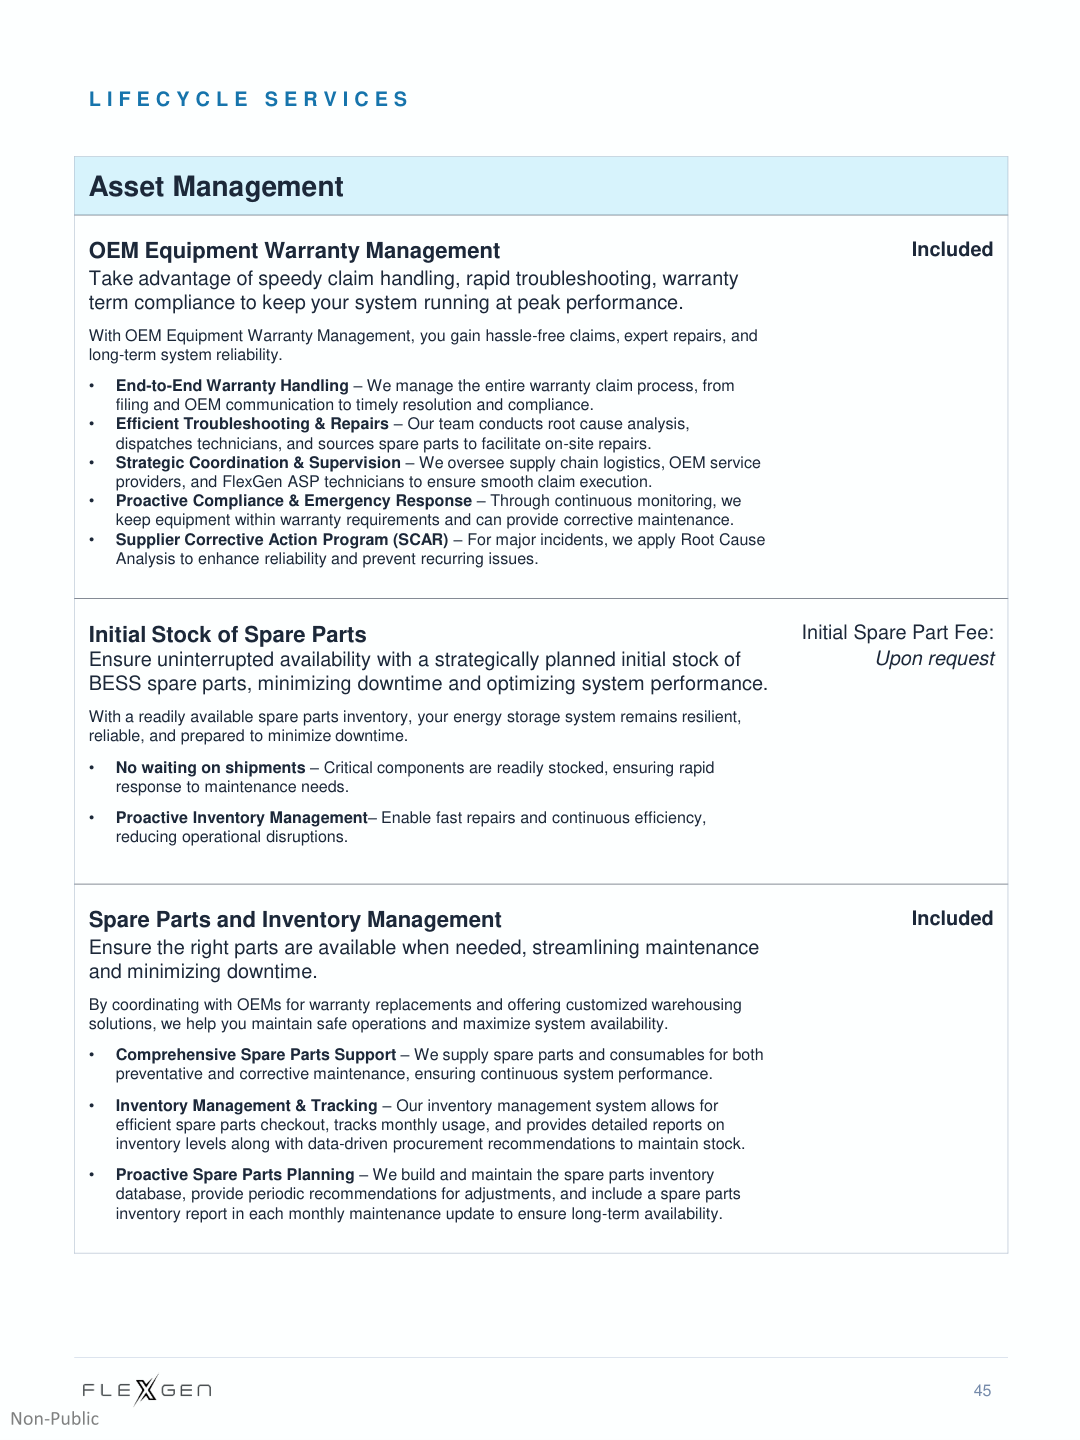 LIFECYCLE SERVICES
Asset Management
OEM Equipment Warranty Management
Included
Take advantage of speedy claim handling, rapid troubleshooting, warranty
term compliance to keep your system running at peak performance.
With OEM Equipment Warranty Management, you gain hassle-free claims, expert repairs, and
long-term system reliability.
• End-to-End Warranty Handling – We manage the entire warranty claim process, from
filing and OEM communication to timely resolution and compliance.
• Efficient Troubleshooting & Repairs – Our team conducts root cause analysis,
dispatches technicians, and sources spare parts to facilitate on-site repairs.
• Strategic Coordination & Supervision – We oversee supply chain logistics, OEM service
providers, and FlexGen ASP technicians to ensure smooth claim execution.
• Proactive Compliance & Emergency Response – Through continuous monitoring, we
keep equipment within warranty requirements and can provide corrective maintenance.
• Supplier Corrective Action Program (SCAR) – For major incidents, we apply Root Cause
Analysis to enhance reliability and prevent recurring issues.
Initial Stock of Spare Parts
Initial Spare Part Fee:
Upon request
Ensure uninterrupted availability with a strategically planned initial stock of
BESS spare parts, minimizing downtime and optimizing system performance.
With a readily available spare parts inventory, your energy storage system remains resilient,
reliable, and prepared to minimize downtime.
• No waiting on shipments – Critical components are readily stocked, ensuring rapid
response to maintenance needs.
• Proactive Inventory Management– Enable fast repairs and continuous efficiency,
reducing operational disruptions.
Spare Parts and Inventory Management
Included
Ensure the right parts are available when needed, streamlining maintenance
and minimizing downtime.
By coordinating with OEMs for warranty replacements and offering customized warehousing
solutions, we help you maintain safe operations and maximize system availability.
• Comprehensive Spare Parts Support – We supply spare parts and consumables for both
preventative and corrective maintenance, ensuring continuous system performance.
• Inventory Management & Tracking – Our inventory management system allows for
efficient spare parts checkout, tracks monthly usage, and provides detailed reports on
inventory levels along with data-driven procurement recommendations to maintain stock.
• Proactive Spare Parts Planning – We build and maintain the spare parts inventory
database, provide periodic recommendations for adjustments, and include a spare parts
inventory report in each monthly maintenance update to ensure long-term availability.
FLEXGEN
45
Non-Public